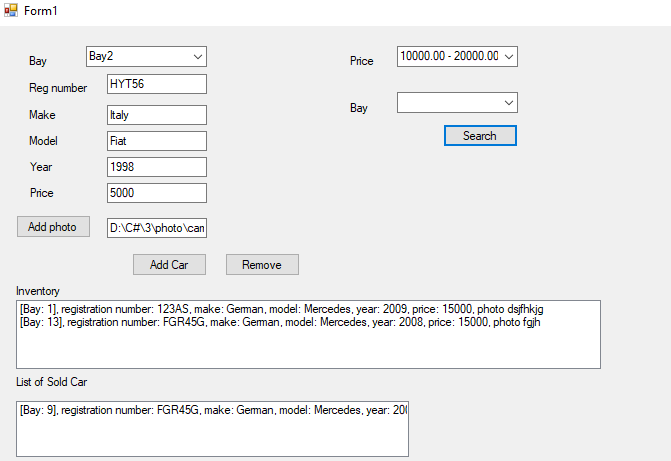 Form1
Bay Bay2
Price 10000.00 - 20000.00
Reg number HYT56
Bay
Make Italy
Search
Model Fiat
Year 1998
Price 5000
Add photo D:\C#\3\photo\can
Add Car Remove
Inventory
[Bay: 1], registration number: 123AS, make: German, model: Mercedes, year: 2009, price: 15000, photo dsjfhkjg
[Bay: 13], registration number: FGR45G, make: German, model: Mercedes, year: 2008, price: 15000, photo fgjh
List of Sold Car
[Bay: 9], registration number: FGR45G, make: German, model: Mercedes, year: 200